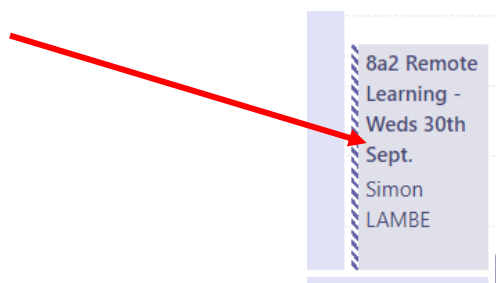 8a2 Remote
Learning -
Weds 30th
Sept.
Simon
LAMBE